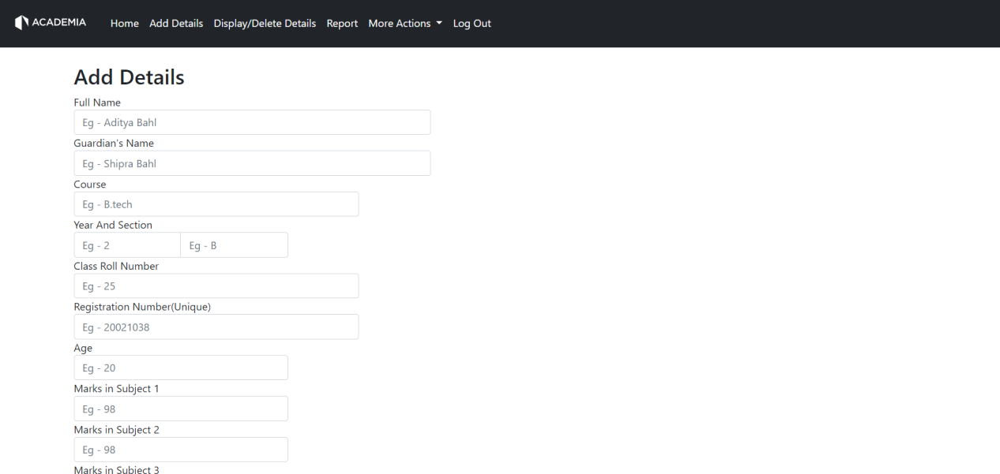 ACADEMIA Home Add Details Display/Delete Details Report More Actions Log Out
Add Details
Full Name
Eg - Aditya Bahl
Guardian's Name
Eg - Shipra Bahl
Course
Eg - B.tech
Year And Section
Eg - 2 Eg - B
Class Roll Number
Eg - 25
Registration Number(Unique)
Eg - 20021038
Age
Eg - 20
Marks in Subject 1
Eg - 98
Marks in Subject 2
Eg - 98
Marks in Subject 3